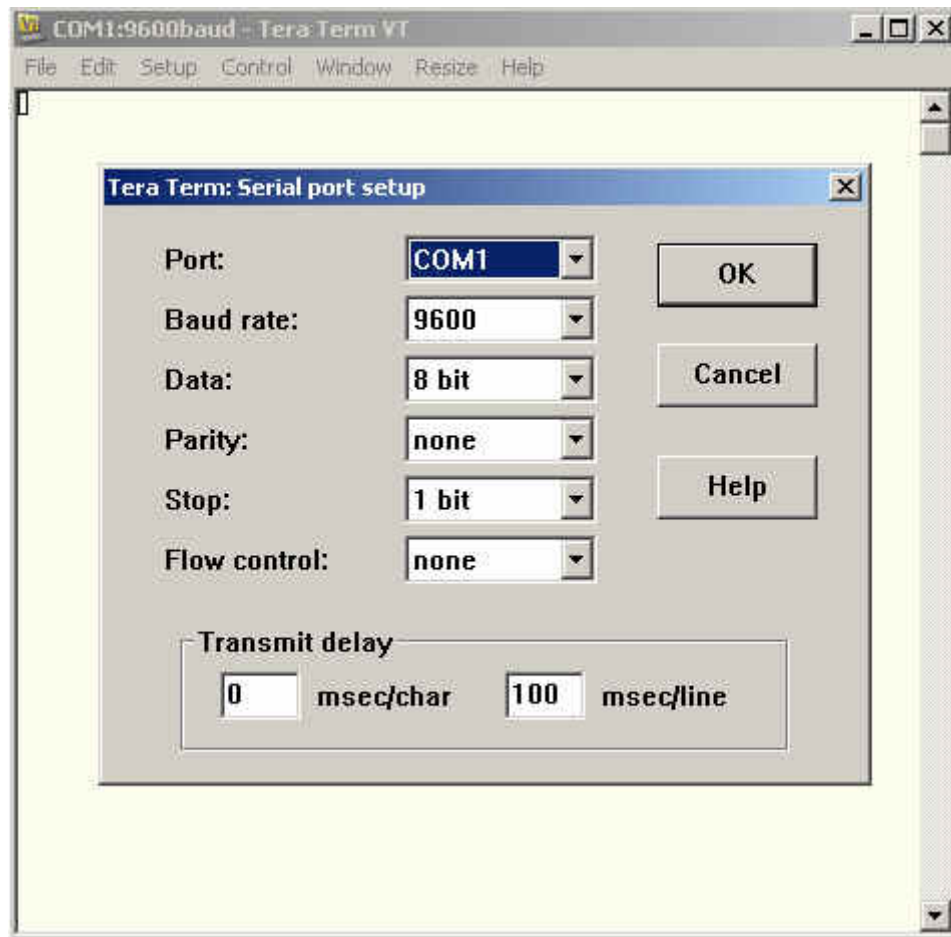 COM1:9600baud - Tera Term VT
File Edit Setup Control Window Resize Help
Tera Term: Serial port setup
Port: COM1 OK
Baud rate: 9600
Data: 8 bit Cancel
Parity: none
Stop: 1 bit Help
Flow control: none
Transmit delay
0 msec/char 100 msec/line